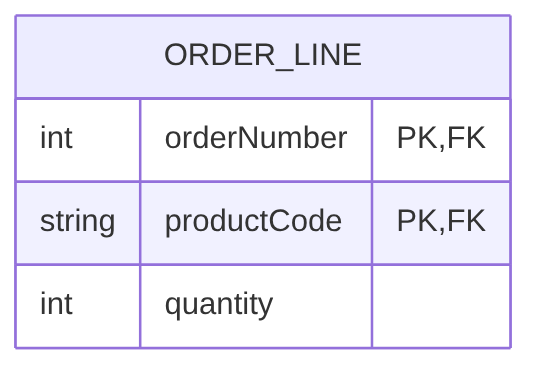 ORDER_LINE
int orderNumber PK,FK
string productCode PK,FK
int quantity